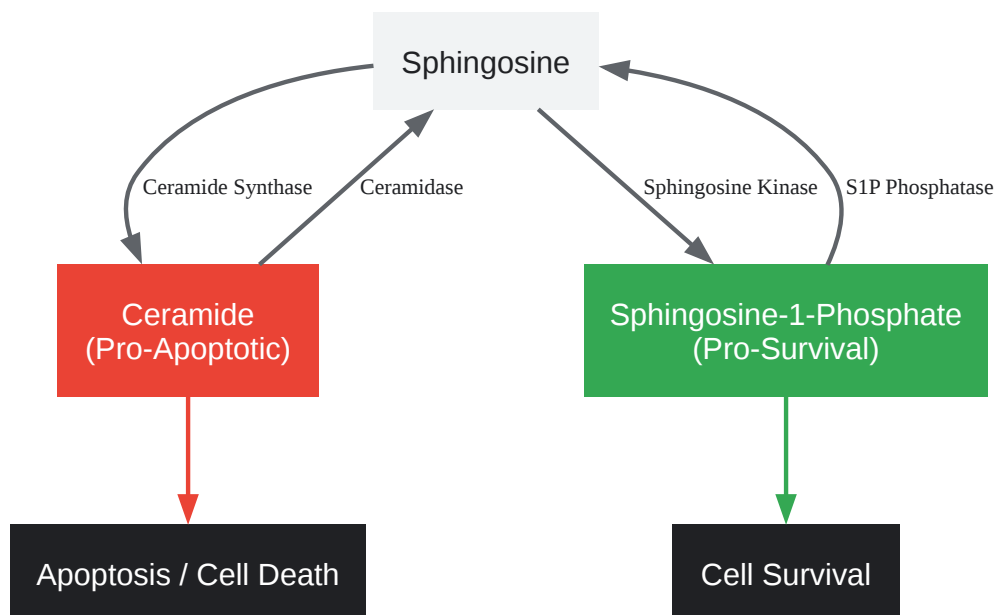 Sphingosine
Ceramide Synthase
Ceramidase
Sphingosine Kinase
S1P Phosphatase
Ceramide
(Pro-Apoptotic)
Sphingosine-1-Phosphate
(Pro-Survival)
Apoptosis / Cell Death
Cell Survival